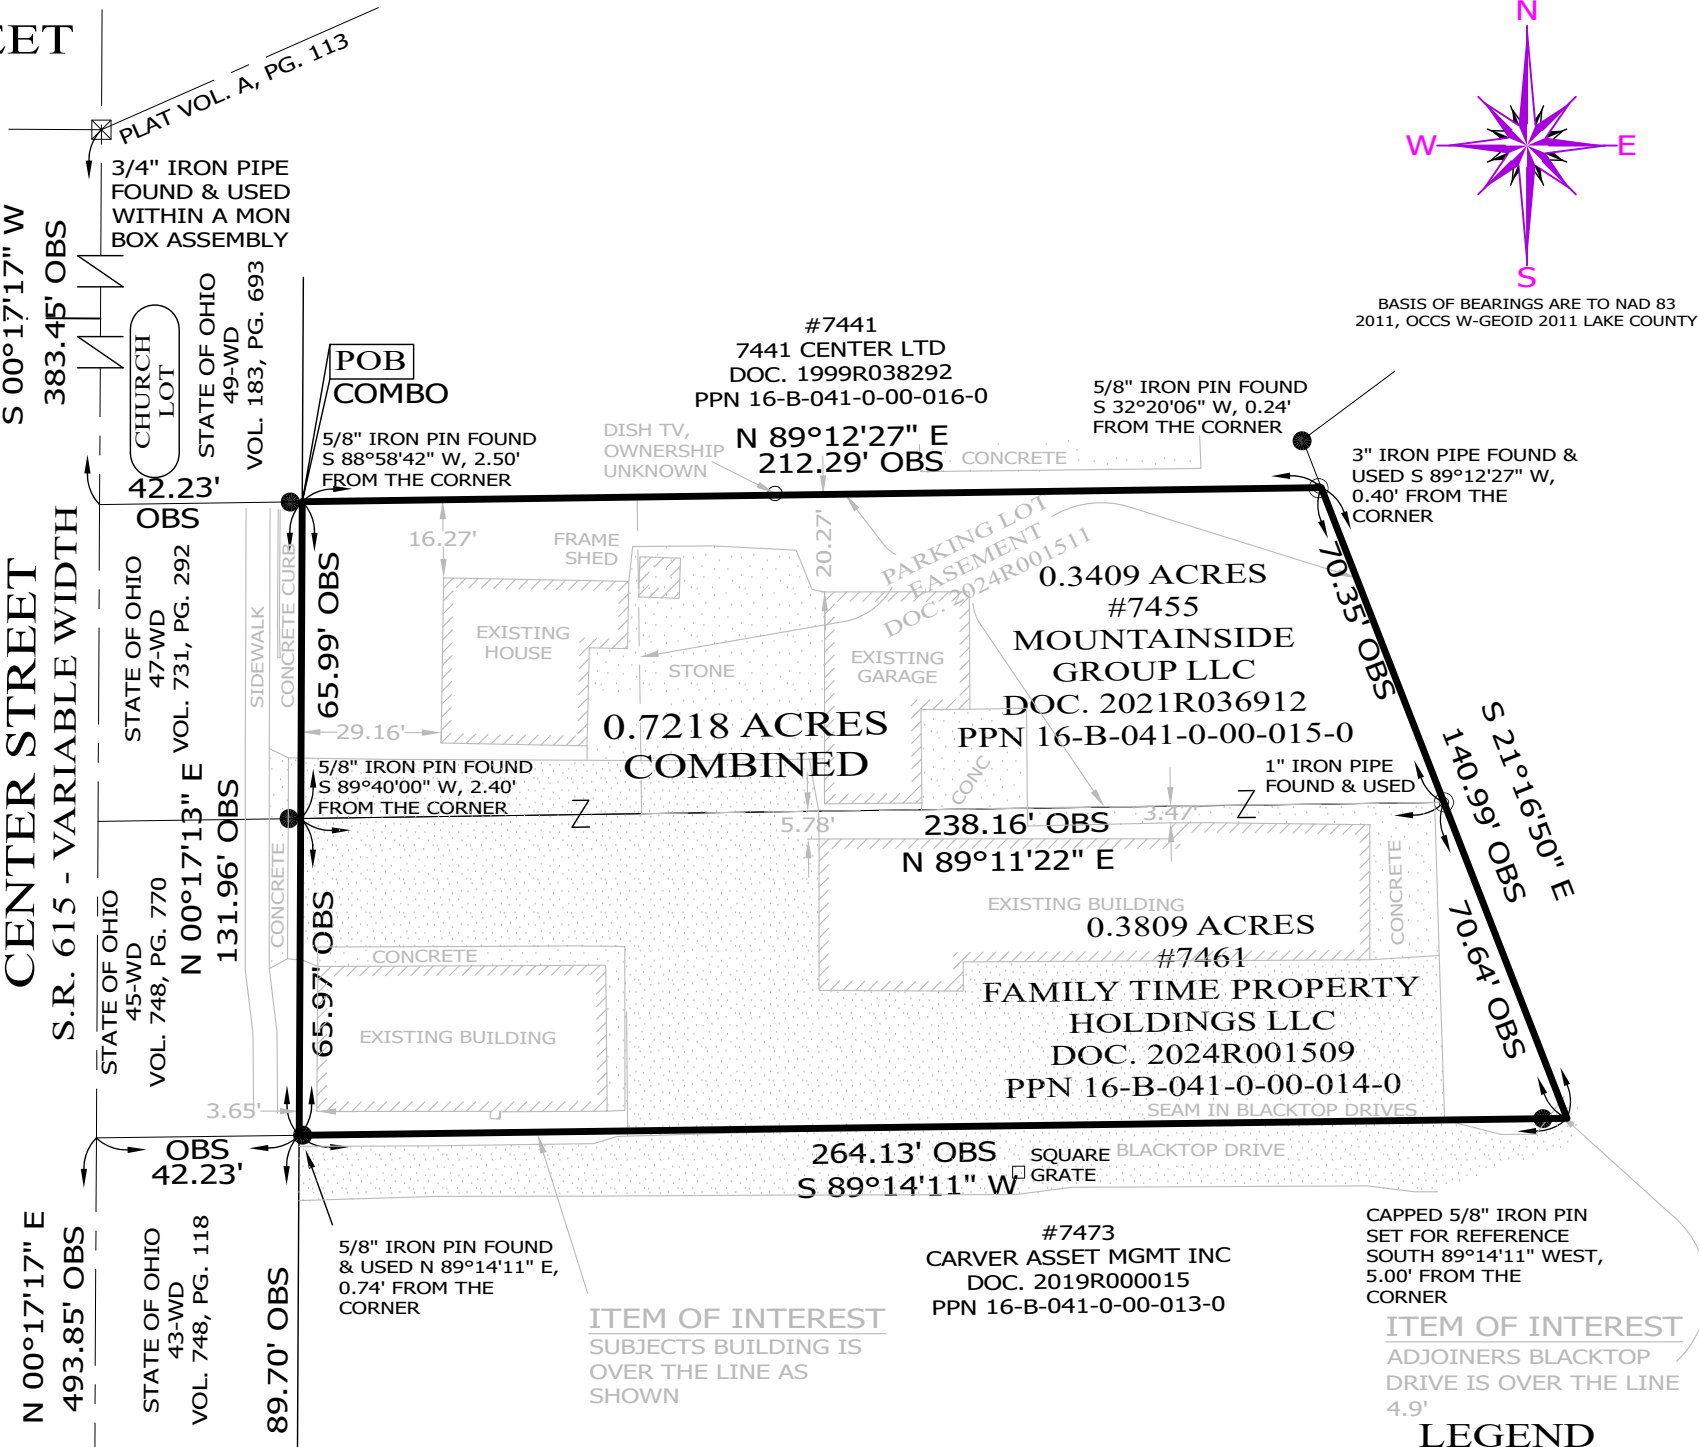 EET
PLAT VOL. A, PG. 113
3/4" IRON PIPE
FOUND & USED
WITHIN A MON
BOX ASSEMBLY
S 00°17'17" W
383.45' OBS
CHURCH
LOT
STATE OF OHIO
49-WD
VOL. 183, PG. 693
N
W
E
S
BASIS OF BEARINGS ARE TO NAD 83
2011, OCCS W-GEOID 2011 LAKE COUNTY
POB
COMBO
5/8" IRON PIN FOUND
S 88°58'42" W, 2.50'
FROM THE CORNER
#7441
7441 CENTER LTD
DOC. 1999R038292
PPN 16-B-041-0-00-016-0
N 89°12'27" E
212.29' OBS
DISH TV,
OWNERSHIP
UNKNOWN
CONCRETE
5/8" IRON PIN FOUND
S 32°20'06" W, 0.24'
FROM THE CORNER
3" IRON PIPE FOUND &
USED S 89°12'27" W,
0.40' FROM THE
CORNER
42.23'
OBS
CENTER STREET
S.R. 615 - VARIABLE WIDTH
STATE OF OHIO
47-WD
VOL. 731, PG. 292
SIDEWALK
CONCRETE CURB
65.99' OBS
16.27'
FRAME
SHED
20.27'
PARKING LOT
EASEMENT
DOC. 2024R001511
EXISTING
HOUSE
STONE
EXISTING
GARAGE
29.16'
0.7218 ACRES
COMBINED
0.3409 ACRES
#7455
MOUNTAINSIDE
GROUP LLC
DOC. 2021R036912
PPN 16-B-041-0-00-015-0
70.35' OBS
S 21°16'50" E
140.99' OBS
CONC
1" IRON PIPE
FOUND & USED
5/8" IRON PIN FOUND
S 89°40'00" W, 2.40'
FROM THE CORNER
N 00°17'13" E
131.96' OBS
5.78'
238.16' OBS
N 89°11'22" E
3.47'
STATE OF OHIO
45-WD
VOL. 748, PG. 770
CONCRETE
65.97' OBS
CONCRETE
EXISTING BUILDING
3.65'
EXISTING BUILDING
CONCRETE
0.3809 ACRES
#7461
FAMILY TIME PROPERTY
HOLDINGS LLC
DOC. 2024R001509
PPN 16-B-041-0-00-014-0
70.64' OBS
SEAM IN BLACKTOP DRIVES
OBS
42.23'
264.13' OBS
S 89°14'11" W
SQUARE
GRATE
BLACKTOP DRIVE
N 00°17'17" E
493.85' OBS
STATE OF OHIO
43-WD
VOL. 748, PG. 118
89.70' OBS
5/8" IRON PIN FOUND
& USED N 89°14'11" E,
0.74' FROM THE
CORNER
ITEM OF INTEREST
SUBJECTS BUILDING IS
OVER THE LINE AS
SHOWN
#7473
CARVER ASSET MGMT INC
DOC. 2019R000015
PPN 16-B-041-0-00-013-0
CAPPED 5/8" IRON PIN
SET FOR REFERENCE
SOUTH 89°14'11" WEST,
5.00' FROM THE
CORNER
ITEM OF INTEREST
ADJOINERS BLACKTOP
DRIVE IS OVER THE LINE
4.9'
LEGEND